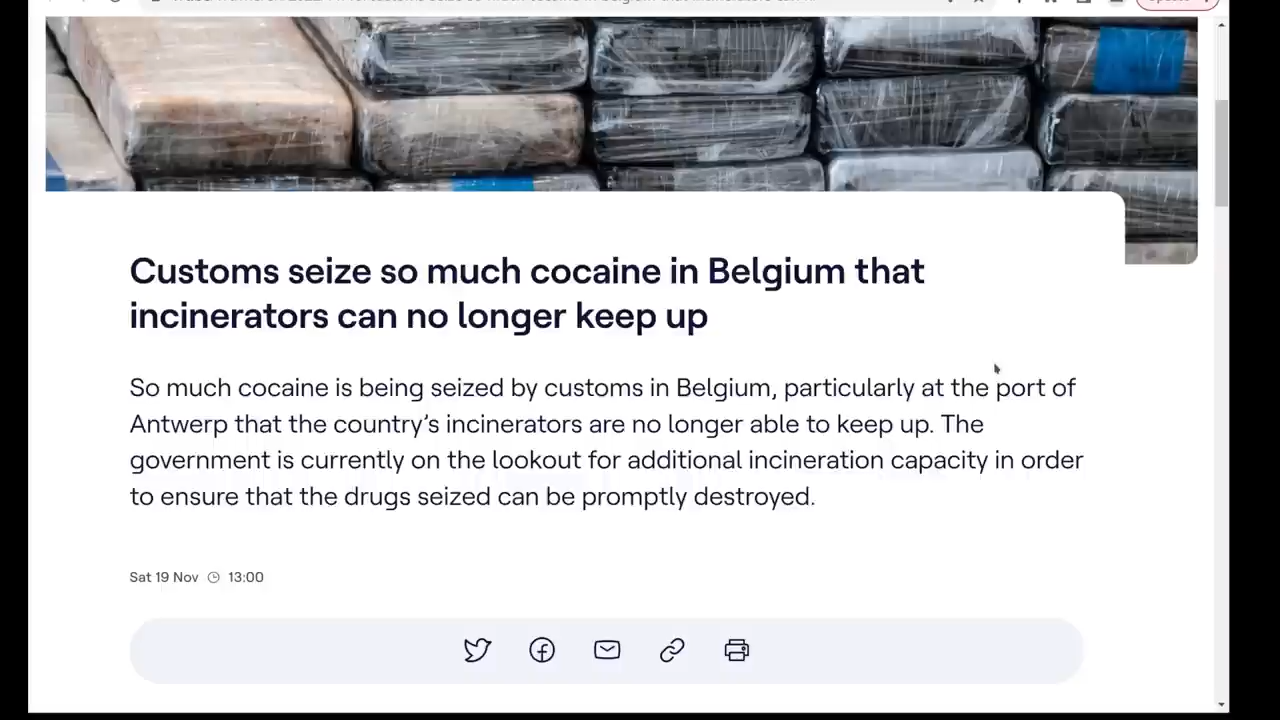 Customs seize so much cocaine in Belgium that
incinerators can no longer keep up
So much cocaine is being seized by customs in Belgium, particularly at the port of
Antwerp that the country’s incinerators are no longer able to keep up. The
government is currently on the lookout for additional incineration capacity in order
to ensure that the drugs seized can be promptly destroyed.
Sat 19 Nov 13:00